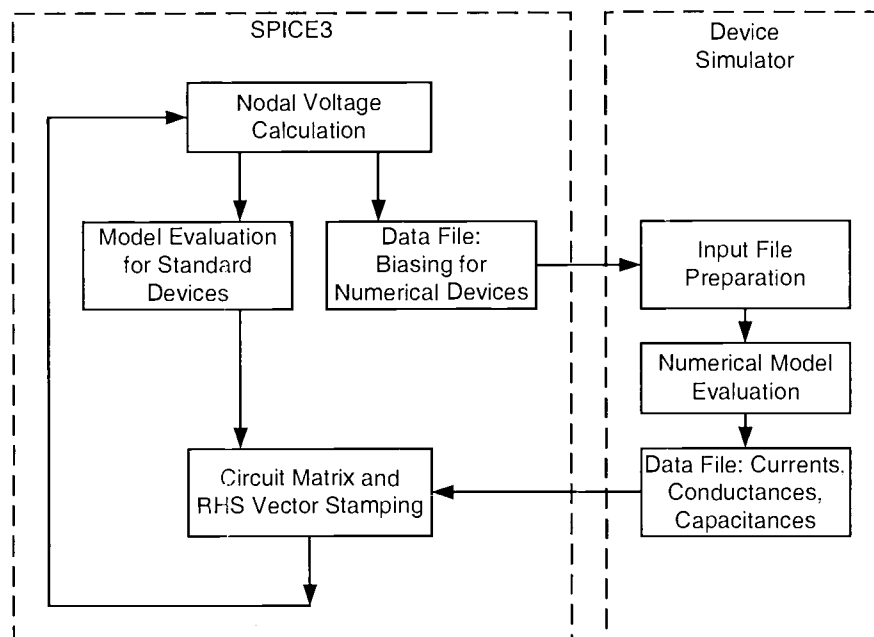 SPICE3
Device
Simulator
Nodal Voltage
Calculation
Model Evaluation
for Standard
Devices
Data File:
Biasing for
Numerical Devices
Input File
Preparation
Numerical Model
Evaluation
Circuit Matrix and
RHS Vector Stamping
Data File: Currents,
Conductances,
Capacitances